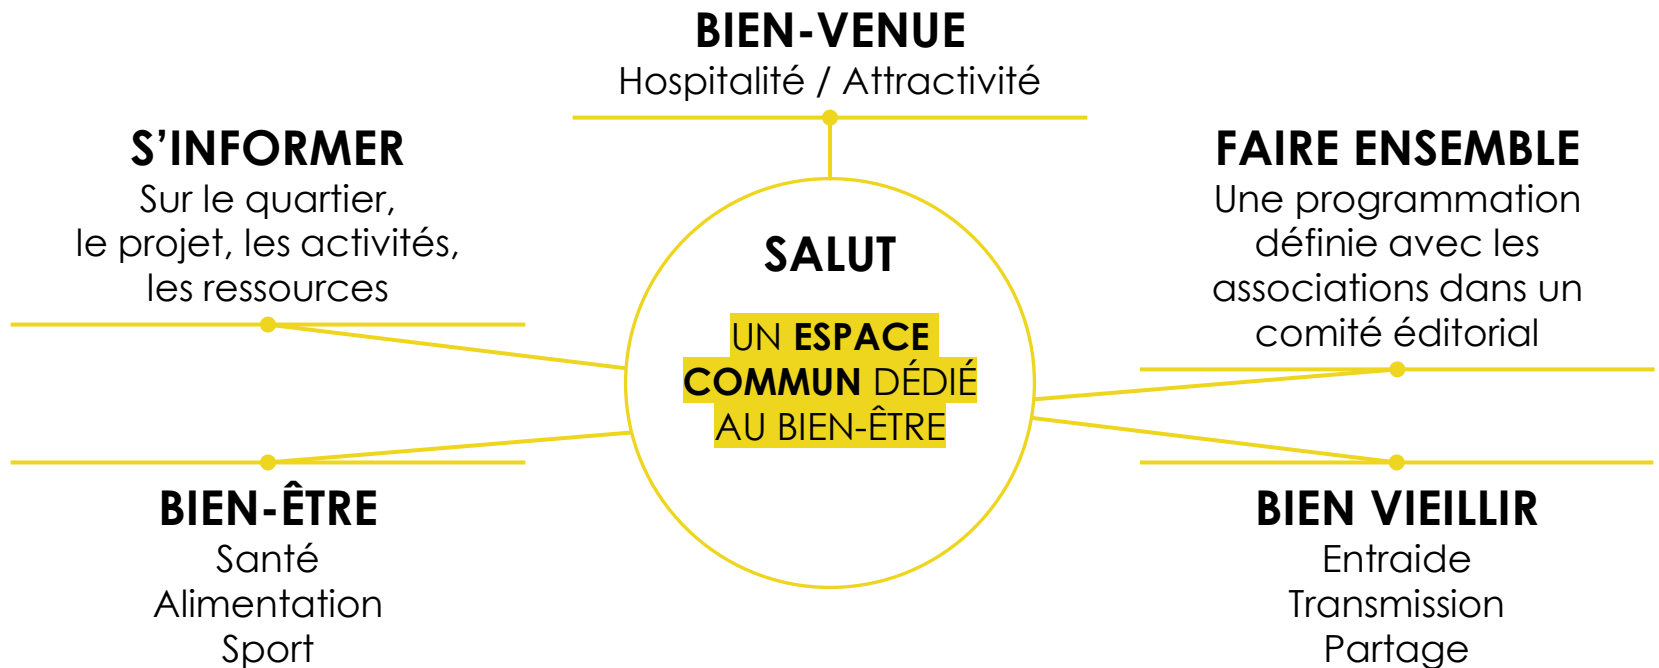 BIEN-VENUE
Hospitalité / Attractivité
S’INFORMER
Sur le quartier,
le projet, les activités,
les ressources
FAIRE ENSEMBLE
Une programmation
définie avec les
associations dans un
comité éditorial
SALUT
UN ESPACE
COMMUN DÉDIÉ
AU BIEN-ÊTRE
BIEN-ÊTRE
Santé
Alimentation
Sport
BIEN VIEILLIR
Entraide
Transmission
Partage